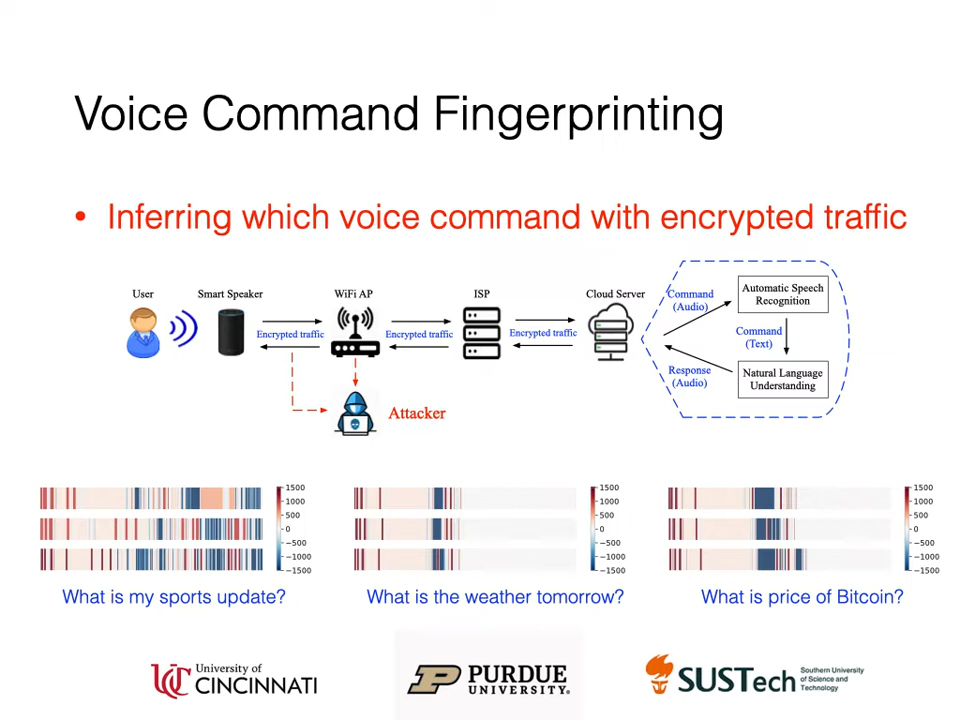 Voice Command Fingerprinting
• Inferring which voice command with encrypted traffic
User
Smart Speaker
WiFi AP
ISP
Cloud Server
Encrypted traffic
Encrypted traffic
Encrypted traffic
Attacker
Command
(Audio)
Automatic Speech
Recognition
Command
(Text)
Response
(Audio)
Natural Language
Understanding
1500
1000
500
0
−500
−1000
−1500
What is my sports update?
1500
1000
500
0
−500
−1000
−1500
What is the weather tomorrow?
1500
1000
500
0
−500
−1000
−1500
What is price of Bitcoin?
UC
University of
CINCINNATI
P
PURDUE
UNIVERSITY®
SUSTech
Southern University
of Science and
Technology